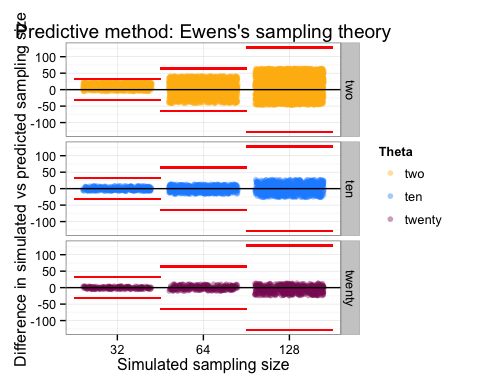 Predictive method: Ewens's sampling theory
Difference in simulated vs predicted sampling size
100
50
0
-50
-100
two
100
50
0
-50
-100
ten
100
50
0
-50
-100
twenty
32
64
128
Simulated sampling size
Theta
two
ten
twenty